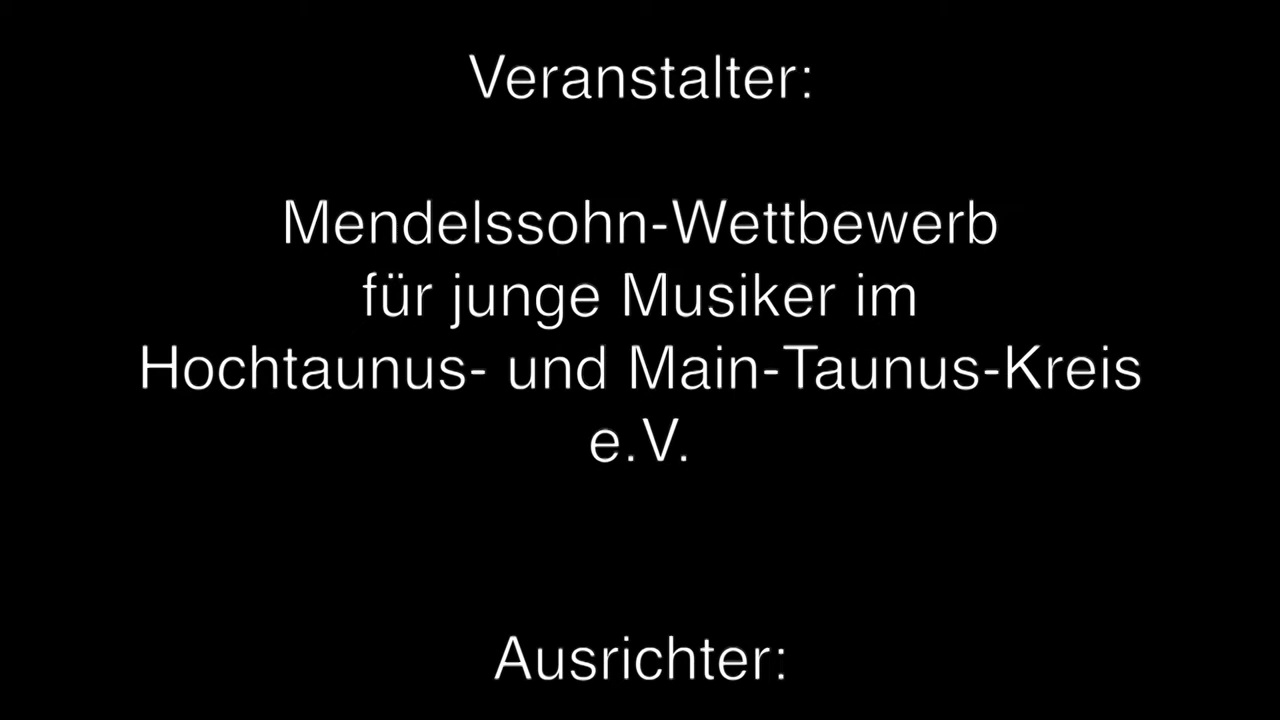 Veranstalter:
Mendelssohn-Wettbewerb
für junge Musiker im
Hochtaunus- und Main-Taunus-Kreis
e.V.
Ausrichter: